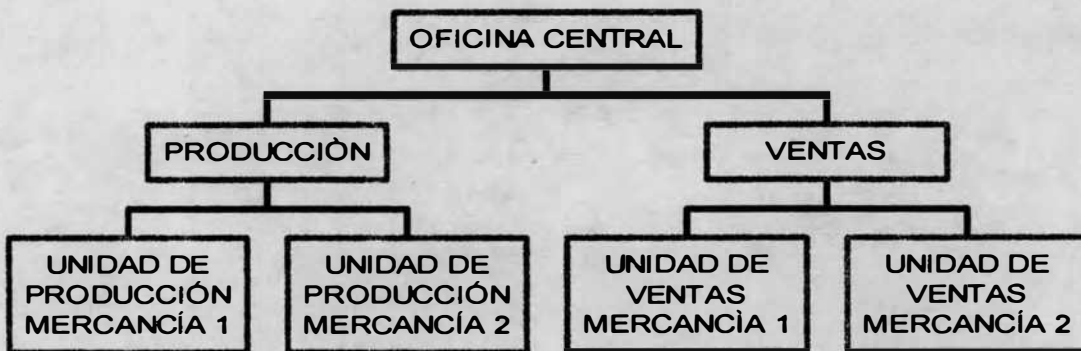 OFICINA CENTRAL
PRODUCCIÒN
VENTAS
UNIDAD DE
PRODUCCIÓN
MERCANCÍA 1
UNIDAD DE
PRODUCCIÓN
MERCANCÍA 2
UNIDAD DE
VENTAS
MERCANCÌA 1
UNIDAD DE
VENTAS
MERCANCÍA 2